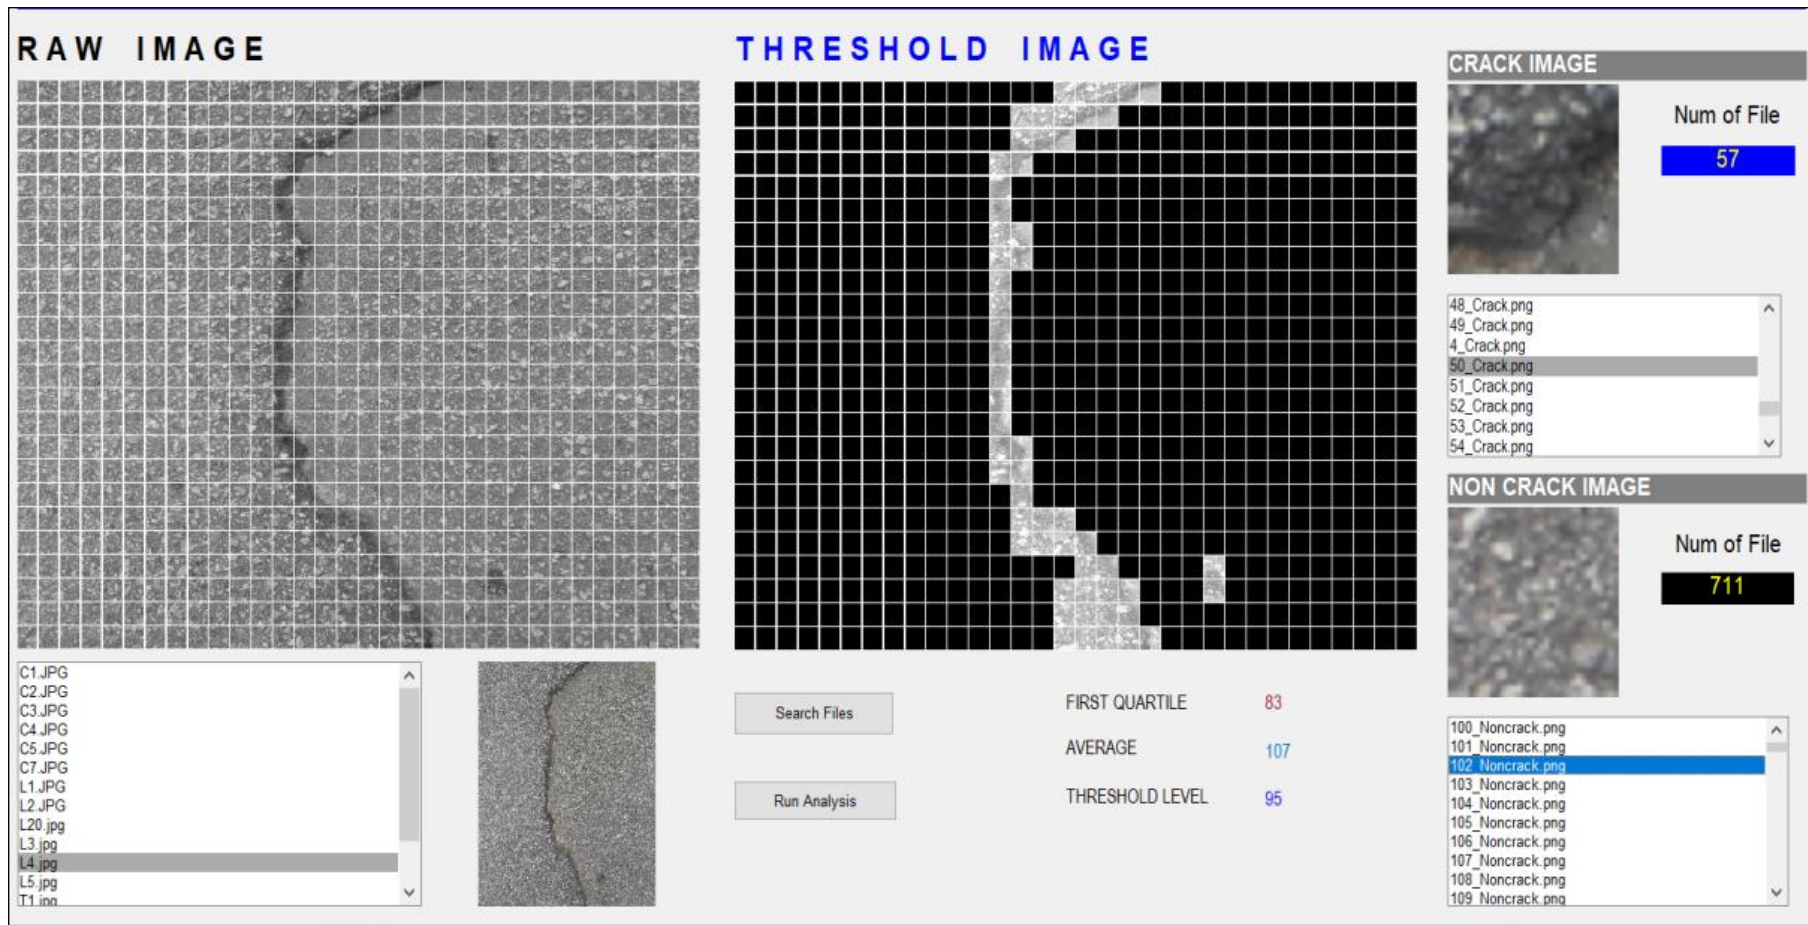 RAW IMAGE
THRESHOLD IMAGE
CRACK IMAGE
Num of File
57
48_Crack.png
49_Crack.png
4_Crack.png
50_Crack.png
51_Crack.png
52_Crack.png
53_Crack.png
54_Crack.png
NON CRACK IMAGE
Num of File
711
C1.JPG
C2.JPG
C3.JPG
C4.JPG
C5.JPG
C7.JPG
L1.JPG
L2.JPG
L20.jpg
L3.jpg
L4.jpg
L5.jpg
T1.jpg
Search Files
Run Analysis
FIRST QUARTILE 83
AVERAGE 107
THRESHOLD LEVEL 95
100_Noncrack.png
101_Noncrack.png
102_Noncrack.png
103_Noncrack.png
104_Noncrack.png
105_Noncrack.png
106_Noncrack.png
107_Noncrack.png
108_Noncrack.png
109_Noncrack.png